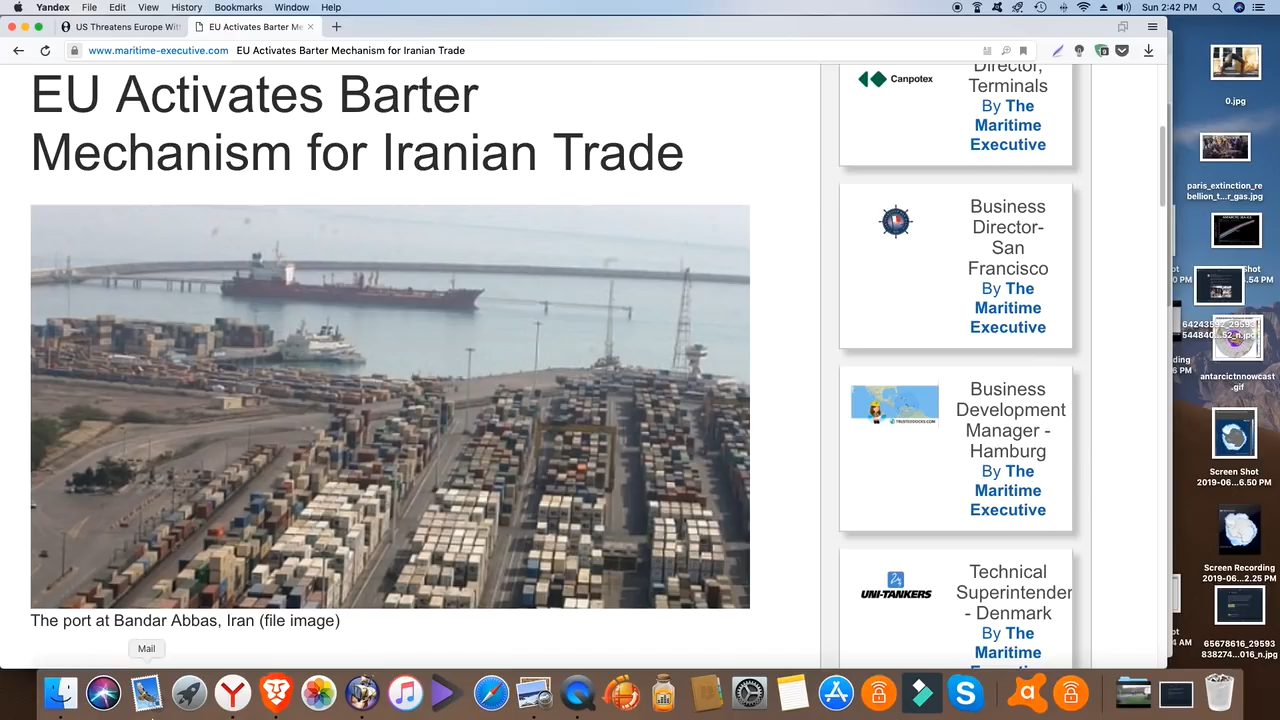 Yandex File Edit View History Bookmarks Window Help
Sun 2:42 PM
US Threatens Europe Wit
EU Activates Barter Me
www.maritime-executive.com EU Activates Barter Mechanism for Iranian Trade
EU Activates Barter
Mechanism for Iranian Trade
The port at Bandar Abbas, Iran (file image)
Canpotex
Director,
Terminals
By The
Maritime
Executive
Business
Director-
San
Francisco
By The
Maritime
Executive
TRUSTEDDOCKS.COM
Business
Development
Manager -
Hamburg
By The
Maritime
Executive
UNI-TANKERS
Technical
Superintender
- Denmark
By The
Maritime
0.jpg
paris_extinction_re
bellion_t...r_gas.jpg
antarcticnnowcast.
gif
Screen Shot
2019-06...6.50 PM
Screen Recording
2019-06...2.25 PM
65678616_29593
838274...016_n.jpg
Mail